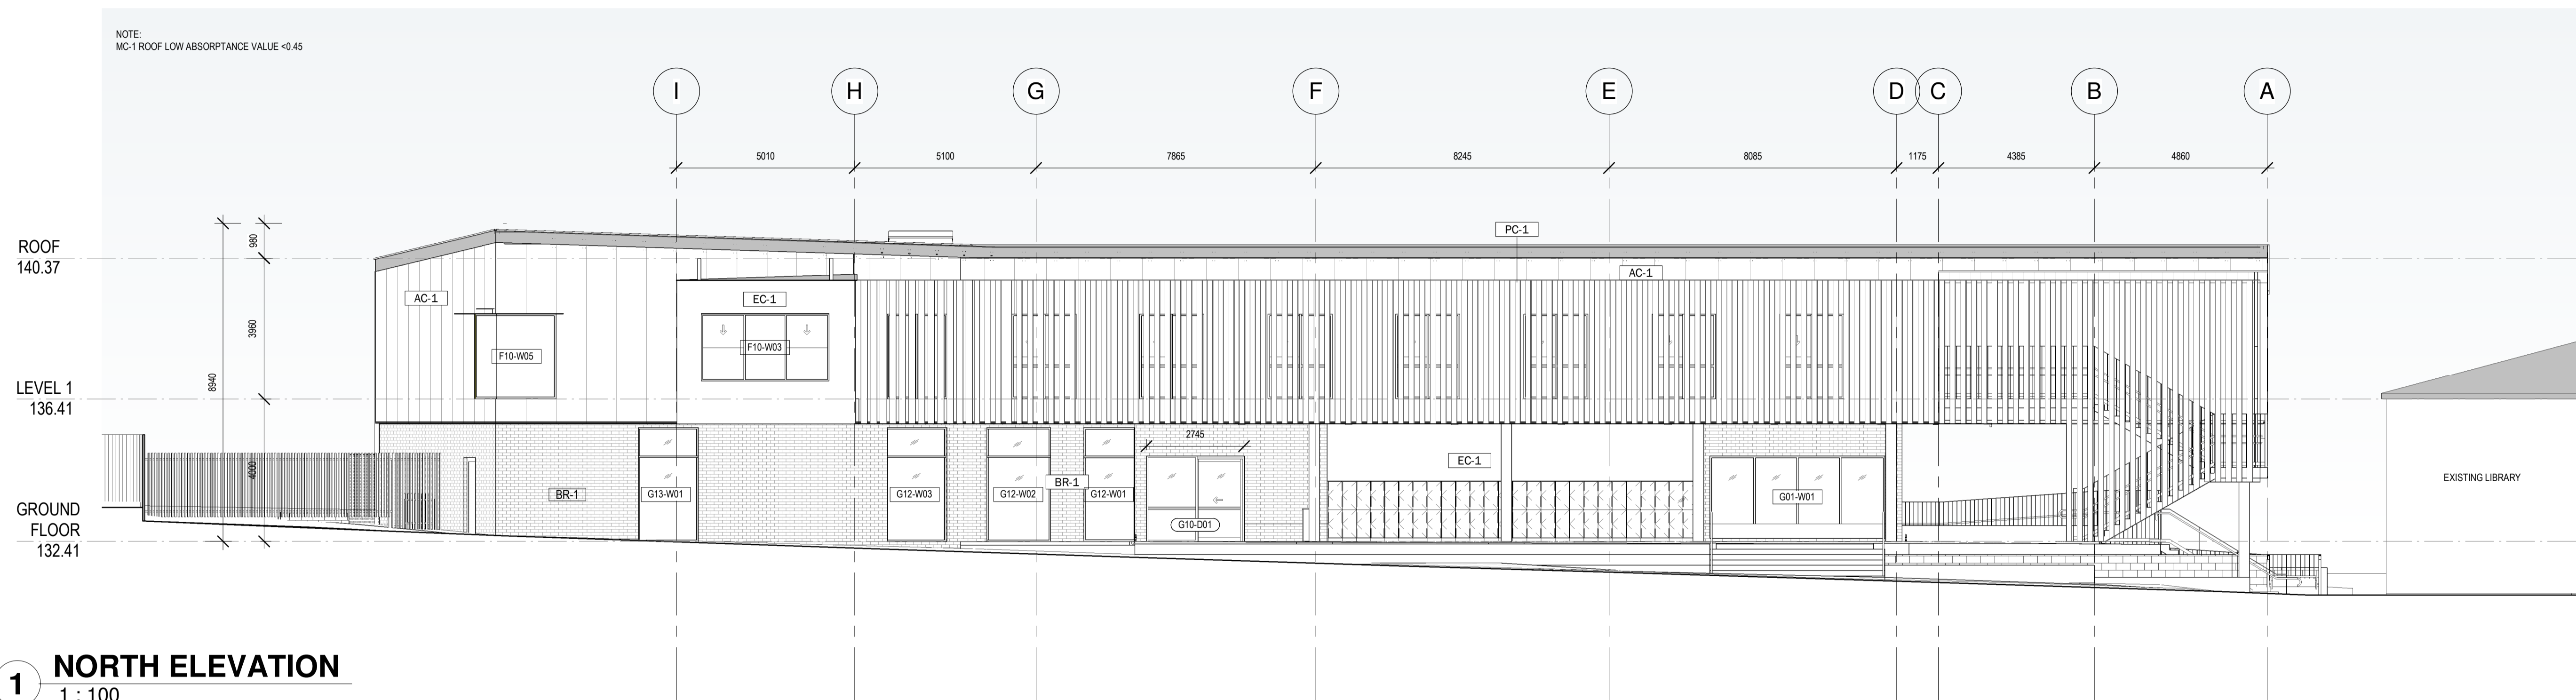 NOTE:
MC-1 ROOF LOW ABSORPTANCE VALUE <0.45
I H G F E D C B A
5010 5100 7865 8245 8085 1175 4385 4860
PC-1
ROOF
140.37
980
AC-1
AC-1
EC-1
3960
F10-W03
F10-W05
8940
LEVEL 1
136.41
2745
EC-1
4000
BR-1
BR-1
G13-W01
G12-W03
G12-W02
G12-W01
G01-W01
EXISTING LIBRARY
GROUND
FLOOR
132.41
G10-D01
1 NORTH ELEVATION
1 : 100